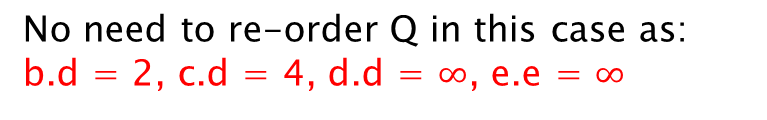 No need to re-order Q in this case as:
b.d = 2, c.d = 4, d.d = ∞, e.e = ∞